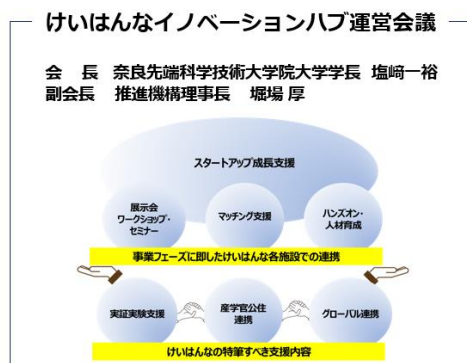 けいはんなイノベーションハブ運営会議
会　長　奈良先端科学技術大学院大学学長　塩﨑一裕
副会長　推進機構理事長　堀場 厚
スタートアップ成長支援
展示会
ワークショップ・
セミナー
マッチング支援
ハンズオン・
人材育成
事業フェーズに即したけいはんな各施設での連携
実証実験支援
産学官公住
連携
グローバル連携
けいはんなの特筆すべき支援内容